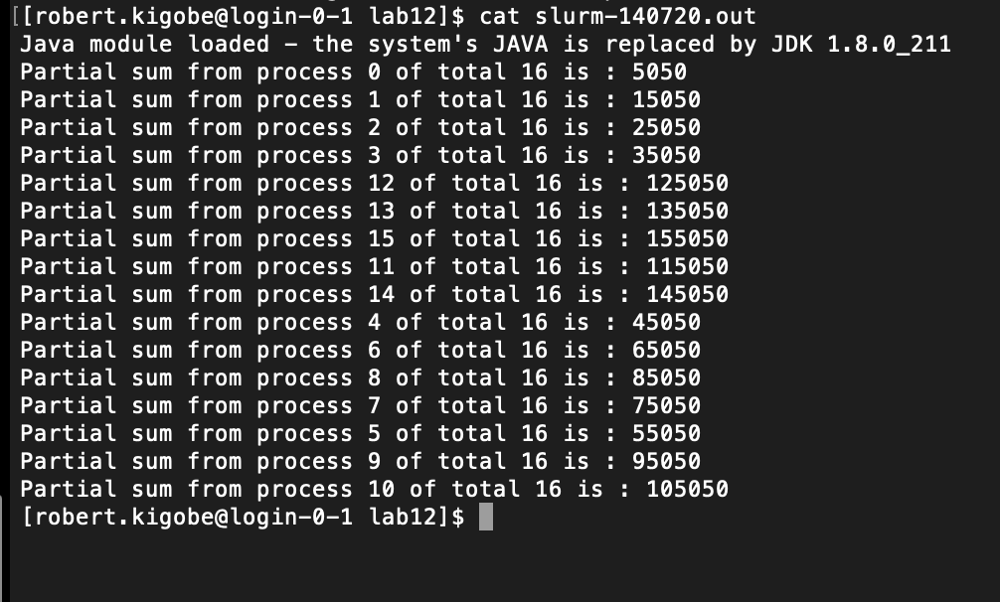 [[robert.kigobe@login-0-1 lab12]$ cat slurm-140720.out
Java module loaded – the system's JAVA is replaced by JDK 1.8.0_211
Partial sum from process 0 of total 16 is : 5050
Partial sum from process 1 of total 16 is : 15050
Partial sum from process 2 of total 16 is : 25050
Partial sum from process 3 of total 16 is : 35050
Partial sum from process 12 of total 16 is : 125050
Partial sum from process 13 of total 16 is : 135050
Partial sum from process 15 of total 16 is : 155050
Partial sum from process 11 of total 16 is : 115050
Partial sum from process 14 of total 16 is : 145050
Partial sum from process 4 of total 16 is : 45050
Partial sum from process 6 of total 16 is : 65050
Partial sum from process 8 of total 16 is : 85050
Partial sum from process 7 of total 16 is : 75050
Partial sum from process 5 of total 16 is : 55050
Partial sum from process 9 of total 16 is : 95050
Partial sum from process 10 of total 16 is : 105050
[robert.kigobe@login-0-1 lab12]$